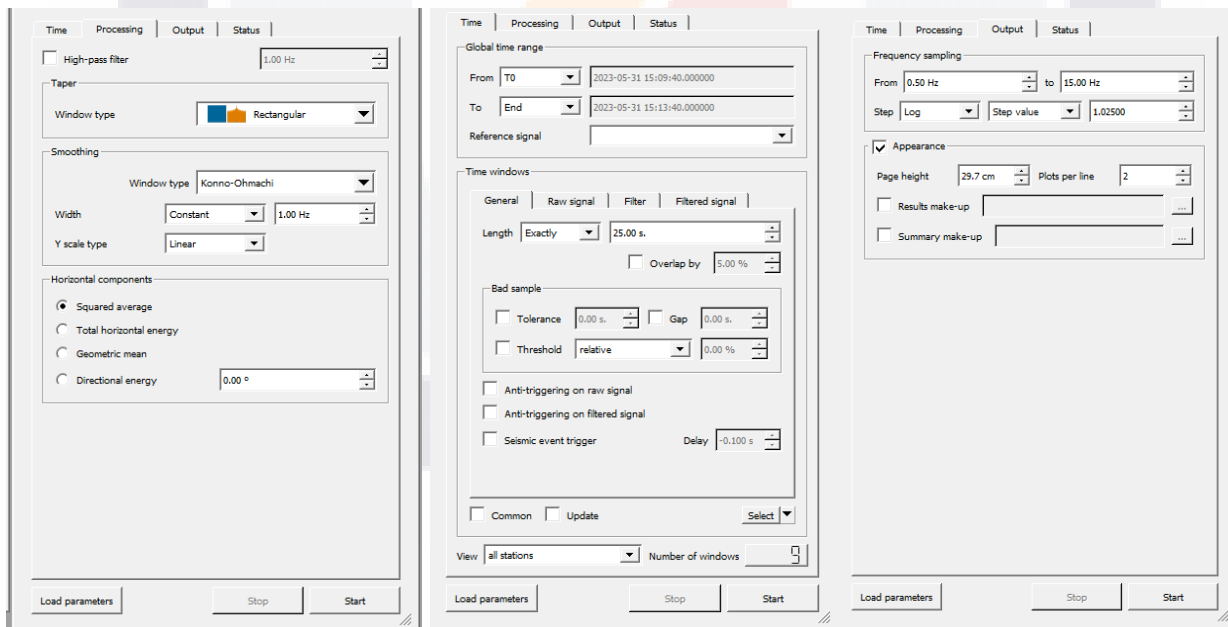 Time Processing Output Status
High-pass filter 1.00 Hz
Taper
Window type Rectangular
Smoothing
Window type Konno-Ohmachi
Width Constant 1.00 Hz
Y scale type Linear
Horizontal components
Squared average
Total horizontal energy
Geometric mean
Directional energy 0.00 °
Load parameters Stop Start
Time Processing Output Status
Global time range
From T0 2023-05-31 15:09:40.000000
To End 2023-05-31 15:13:40.000000
Reference signal
Time windows
General Raw signal Filter Filtered signal
Length Exactly 25.00 s.
Overlap by 5.00 %
Bad sample
Tolerance 0.00 s. Gap 0.00 s.
Threshold relative 0.00 %
Anti-triggering on raw signal
Anti-triggering on filtered signal
Seismic event trigger Delay -0.100 s
Common Update Select
View all stations Number of windows 9
Load parameters Stop Start
Time Processing Output Status
Frequency sampling
From 0.50 Hz to 15.00 Hz
Step Log Step value 1.02500
Appearance
Page height 29.7 cm Plots per line 2
Results make-up ...
Summary make-up ...
Load parameters Stop Start